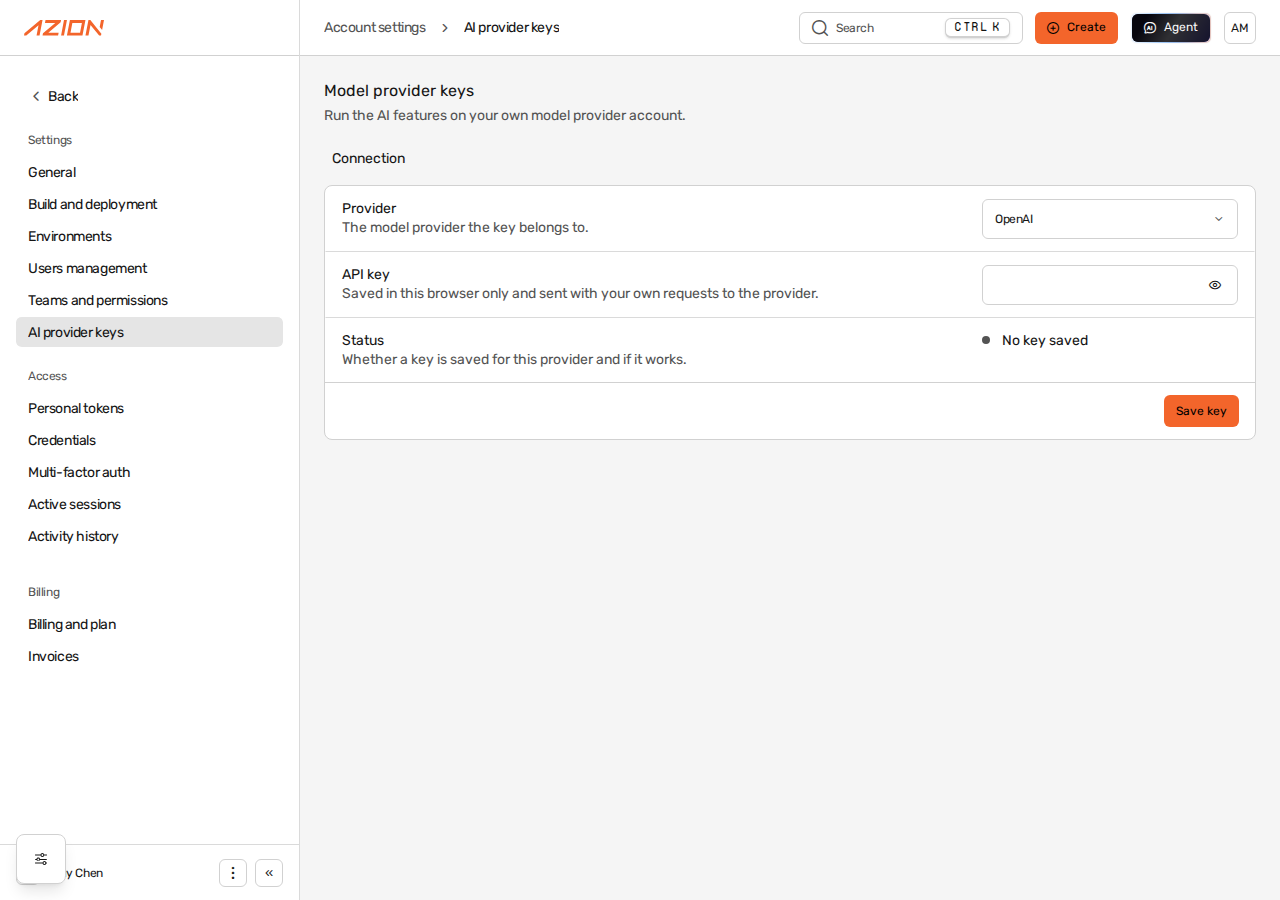 AZION
Account settings
AI provider keys
Search
CTRL K
Create
Agent
AM
Back
Settings
General
Build and deployment
Environments
Users management
Teams and permissions
AI provider keys
Access
Personal tokens
Credentials
Multi-factor auth
Active sessions
Activity history
Billing
Billing and plan
Invoices
Chen
Model provider keys
Run the AI features on your own model provider account.
Connection
Provider
The model provider the key belongs to.
OpenAI
API key
Saved in this browser only and sent with your own requests to the provider.
Status
Whether a key is saved for this provider and if it works.
No key saved
Save key